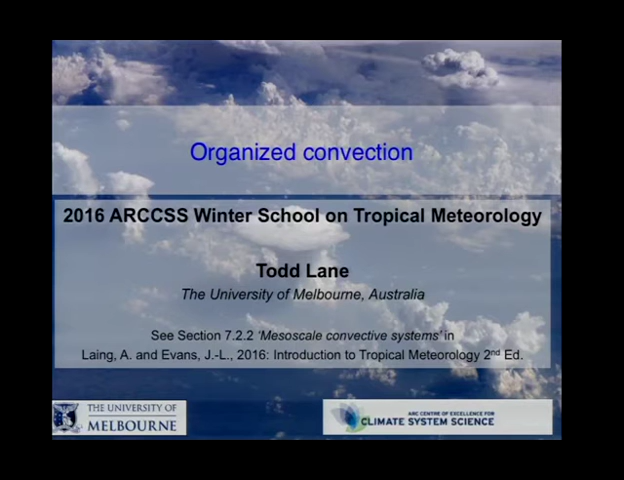 Organized convection
2016 ARCCSS Winter School on Tropical Meteorology
Todd Lane
The University of Melbourne, Australia
See Section 7.2.2 ‘Mesoscale convective systems’ in
Laing, A. and Evans, J.-L., 2016: Introduction to Tropical Meteorology 2nd Ed.
THE UNIVERSITY OF
MELBOURNE
ARC CENTRE OF EXCELLENCE FOR
CLIMATE SYSTEM SCIENCE